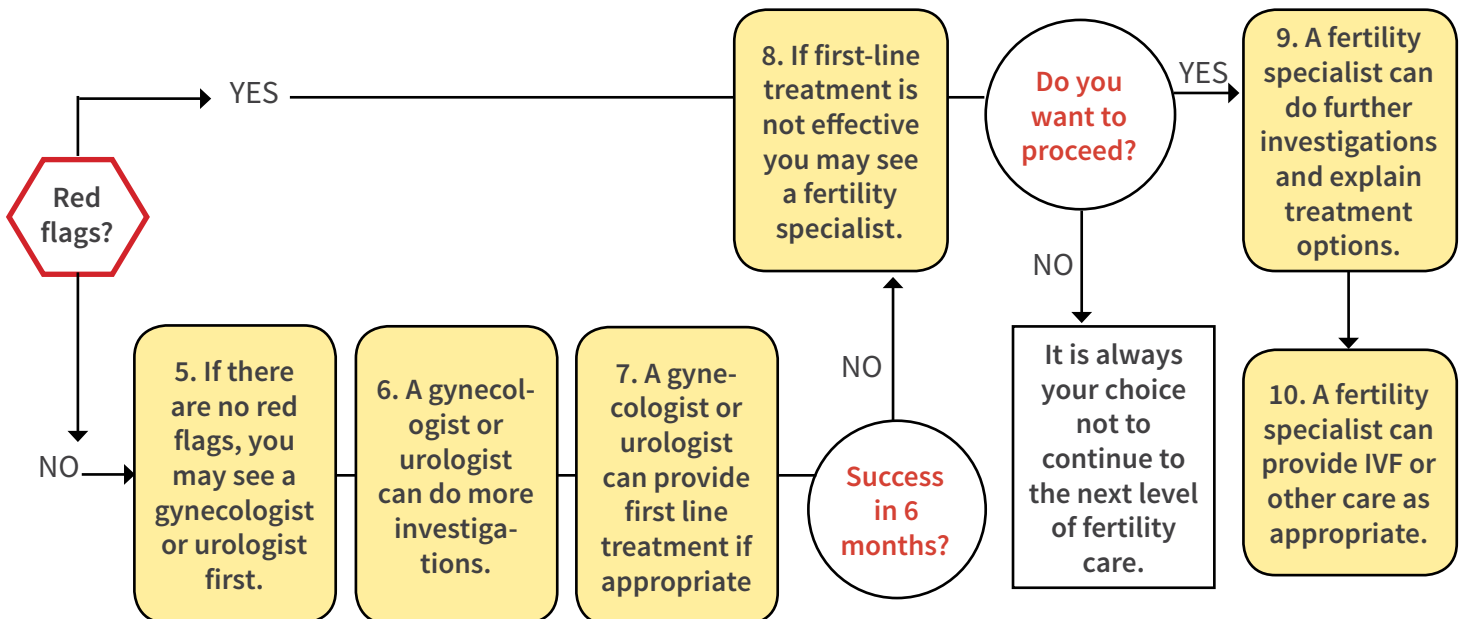 Red
flags?
YES
NO
5. If there
are no red
flags, you
may see a
gynecologist
or urologist
first.
6. A gynecol-
ogist or
urologist
can do more
investiga-
tions.
7. A gyne-
cologist or
urologist
can provide
first line
treatment if
appropriate
Success
in 6
months?
NO
8. If first-line
treatment is
not effective
you may see
a fertility
specialist.
Do you
want to
proceed?
NO
It is always
your choice
not to
continue to
the next level
of fertility
care.
YES
9. A fertility
specialist can
do further
investigations
and explain
treatment
options.
10. A fertility
specialist can
provide IVF or
other care as
appropriate.